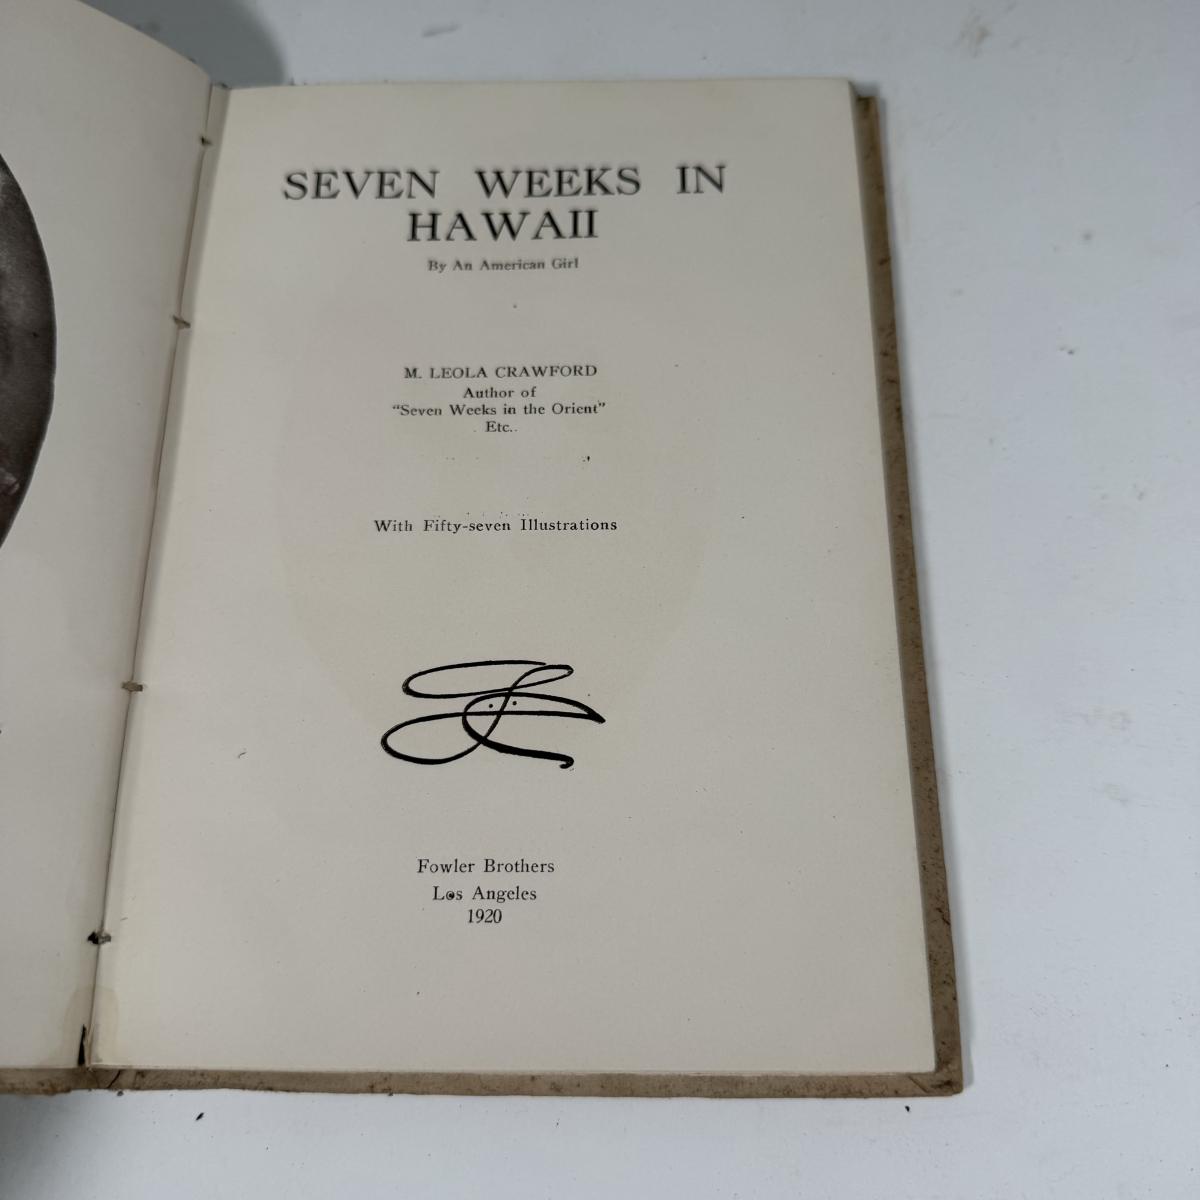 SEVEN WEEKS IN
HAWAII
By An American Girl
M. LEOLA CRAWFORD
Author of
"Seven Weeks in the Orient"
Etc.
With Fifty-seven Illustrations
Fowler Brothers
Los Angeles
1920